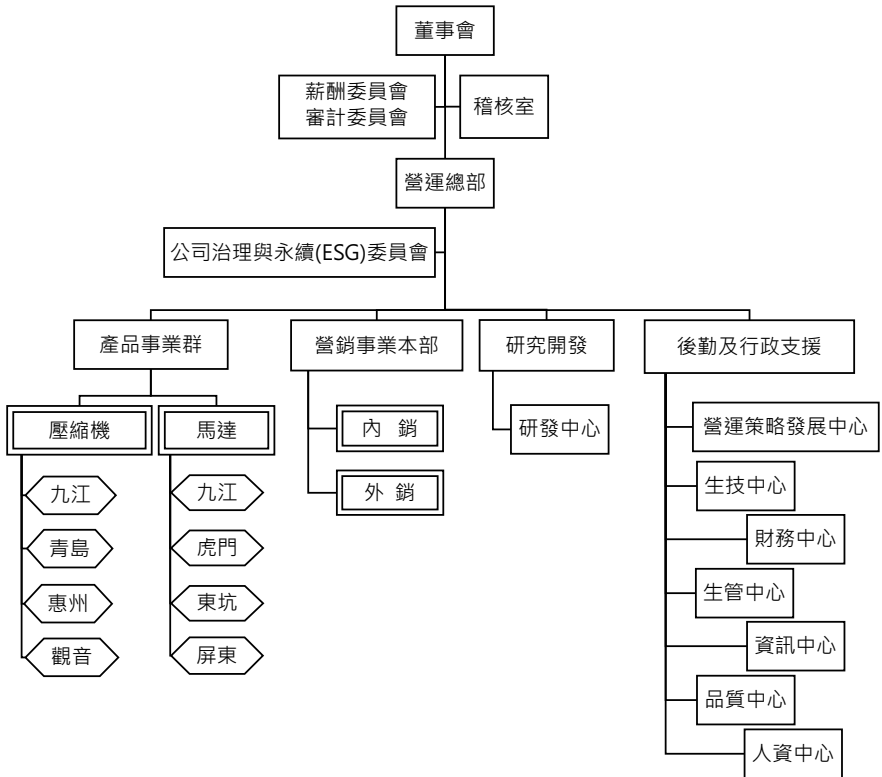 董事會
薪酬委員會
審計委員會
稽核室
營運總部
公司治理與永續(ESG)委員會
產品事業群
營銷事業本部
研究開發
後勤及行政支援
壓縮機
馬達
內 銷
研發中心
營運策略發展中心
外 銷
九江
九江
生技中心
青島
虎門
財務中心
惠州
東坑
生管中心
觀音
屏東
資訊中心
品質中心
人資中心